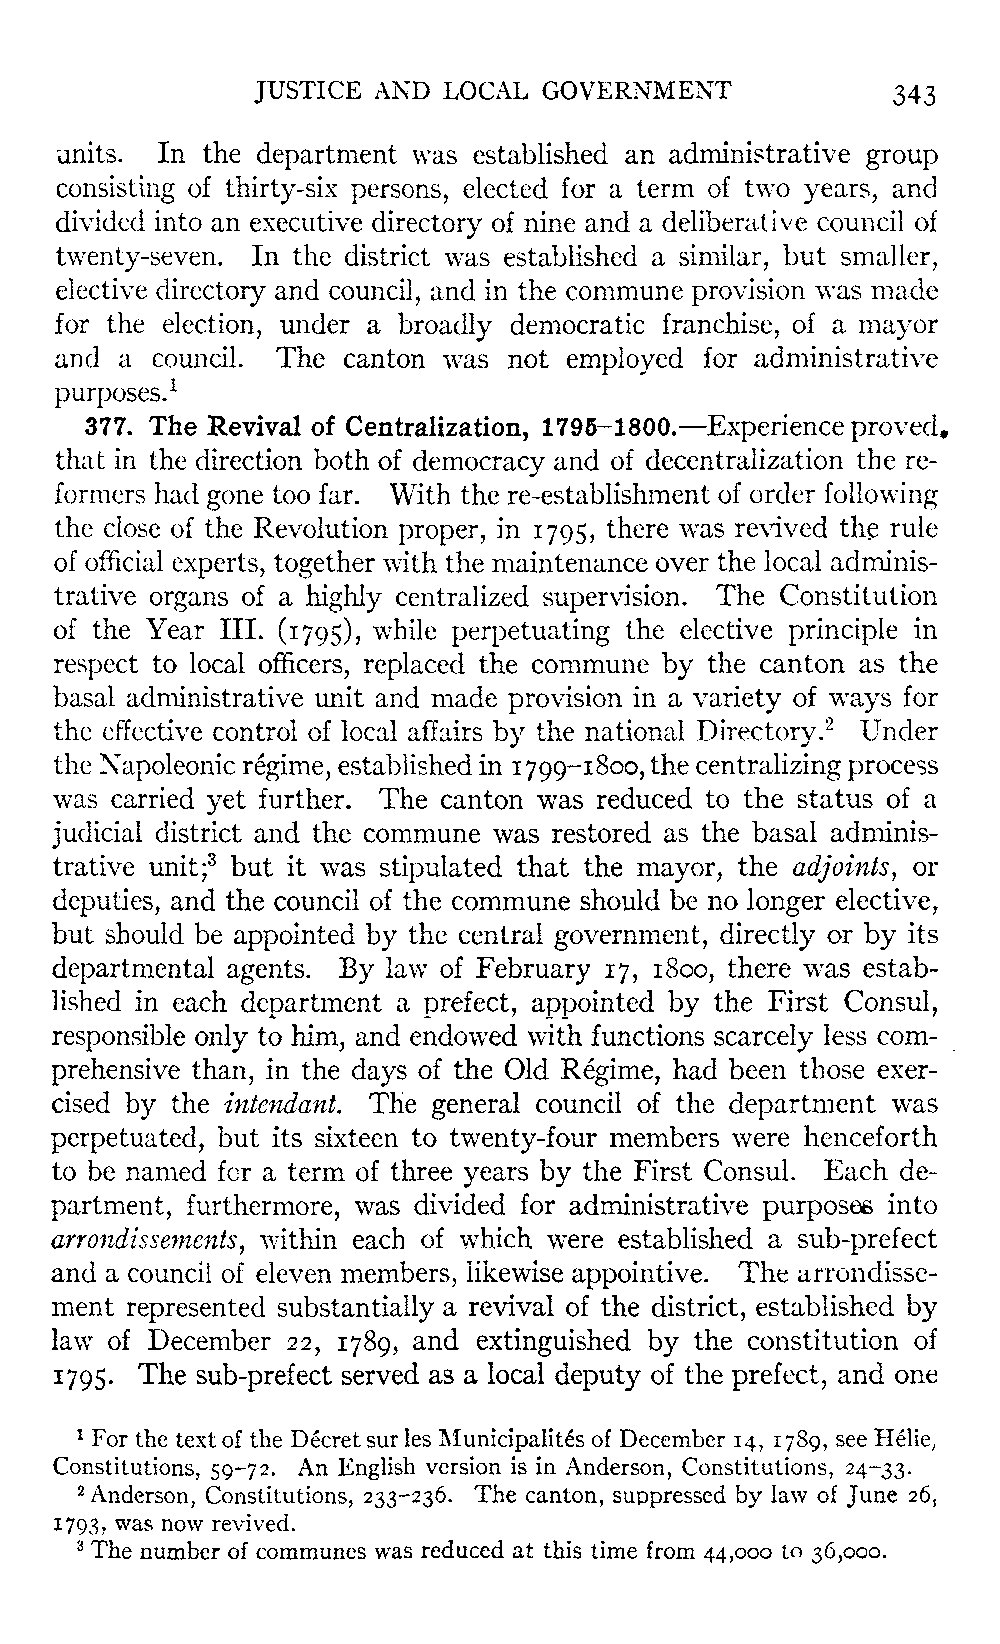 JUSTICE AND LOCAL GOVERNMENT 343
units. In the department was established an administrative group
consisting of thirty-six persons, elected for a term of two years, and
divided into an executive directory of nine and a deliberative council of
twenty-seven. In the district was established a similar, but smaller,
elective directory and council, and in the commune provision was made
for the election, under a broadly democratic franchise, of a mayor
and a council. The canton was not employed for administrative
purposes.¹
377. The Revival of Centralization, 1795–1800.—Experience proved
that in the direction both of democracy and of decentralization the re-
formers had gone too far. With the re-establishment of order following
the close of the Revolution proper, in 1795, there was revived the rule
of official experts, together with the maintenance over the local adminis-
trative organs of a highly centralized supervision. The Constitution
of the Year III. (1795), while perpetuating the elective principle in
respect to local officers, replaced the commune by the canton as the
basal administrative unit and made provision in a variety of ways for
the effective control of local affairs by the national Directory.² Under
the Napoleonic régime, established in 1799–1800, the centralizing process
was carried yet further. The canton was reduced to the status of a
judicial district and the commune was restored as the basal adminis-
trative unit;³ but it was stipulated that the mayor, the adjoints, or
deputies, and the council of the commune should be no longer elective,
but should be appointed by the central government, directly or by its
departmental agents. By law of February 17, 1800, there was estab-
lished in each department a prefect, appointed by the First Consul,
responsible only to him, and endowed with functions scarcely less com-
prehensive than, in the days of the Old Régime, had been those exer-
cised by the intendant. The general council of the department was
perpetuated, but its sixteen to twenty-four members were henceforth
to be named for a term of three years by the First Consul. Each de-
partment, furthermore, was divided for administrative purposes into
arrondissements, within each of which were established a sub-prefect
and a council of eleven members, likewise appointive. The arrondisse-
ment represented substantially a revival of the district, established by
law of December 22, 1789, and extinguished by the constitution of
1795. The sub-prefect served as a local deputy of the prefect, and one
¹ For the text of the Décret sur les Municipalités of December 14, 1789, see Hélie,
Constitutions, 59–72. An English version is in Anderson, Constitutions, 24–33.
² Anderson, Constitutions, 233–236. The canton, suppressed by law of June 26,
1793, was now revived.
³ The number of communes was reduced at this time from 44,000 to 36,000.